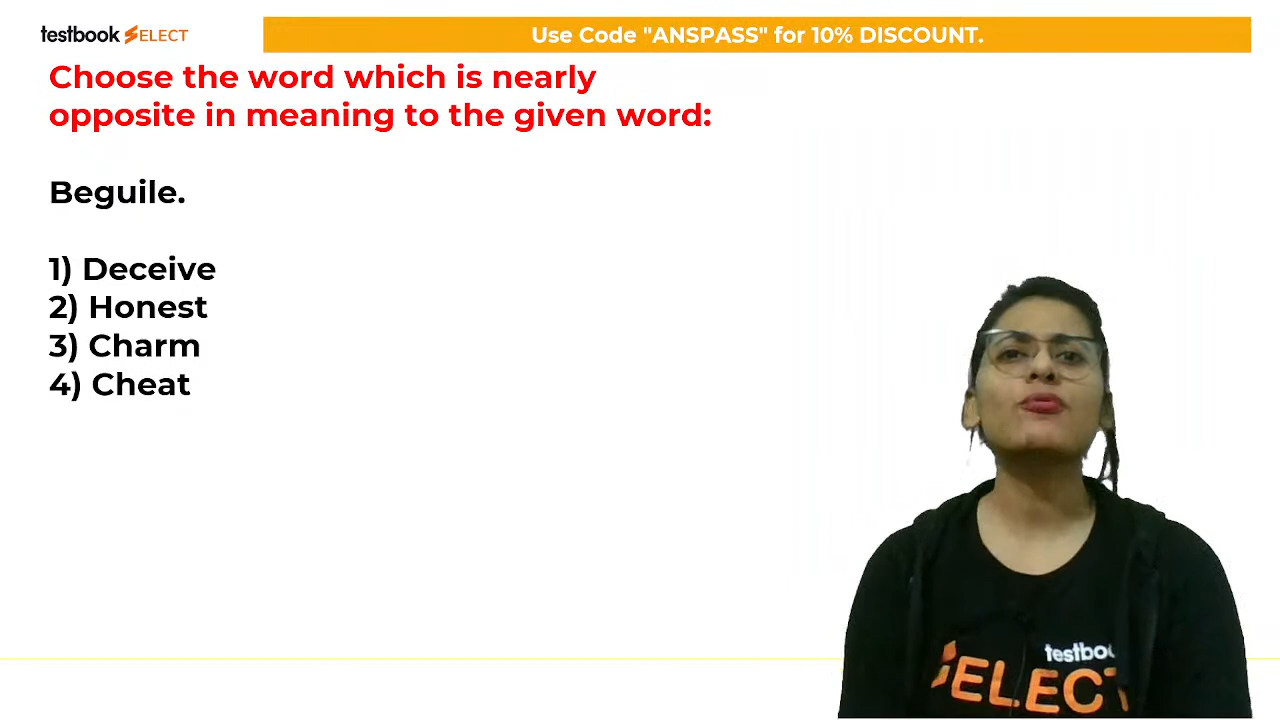 testbook SELECT
Use Code "ANSPASS" for 10% DISCOUNT.
Choose the word which is nearly
opposite in meaning to the given word:
Beguile.
1) Deceive
2) Honest
3) Charm
4) Cheat
testboo
SELECT